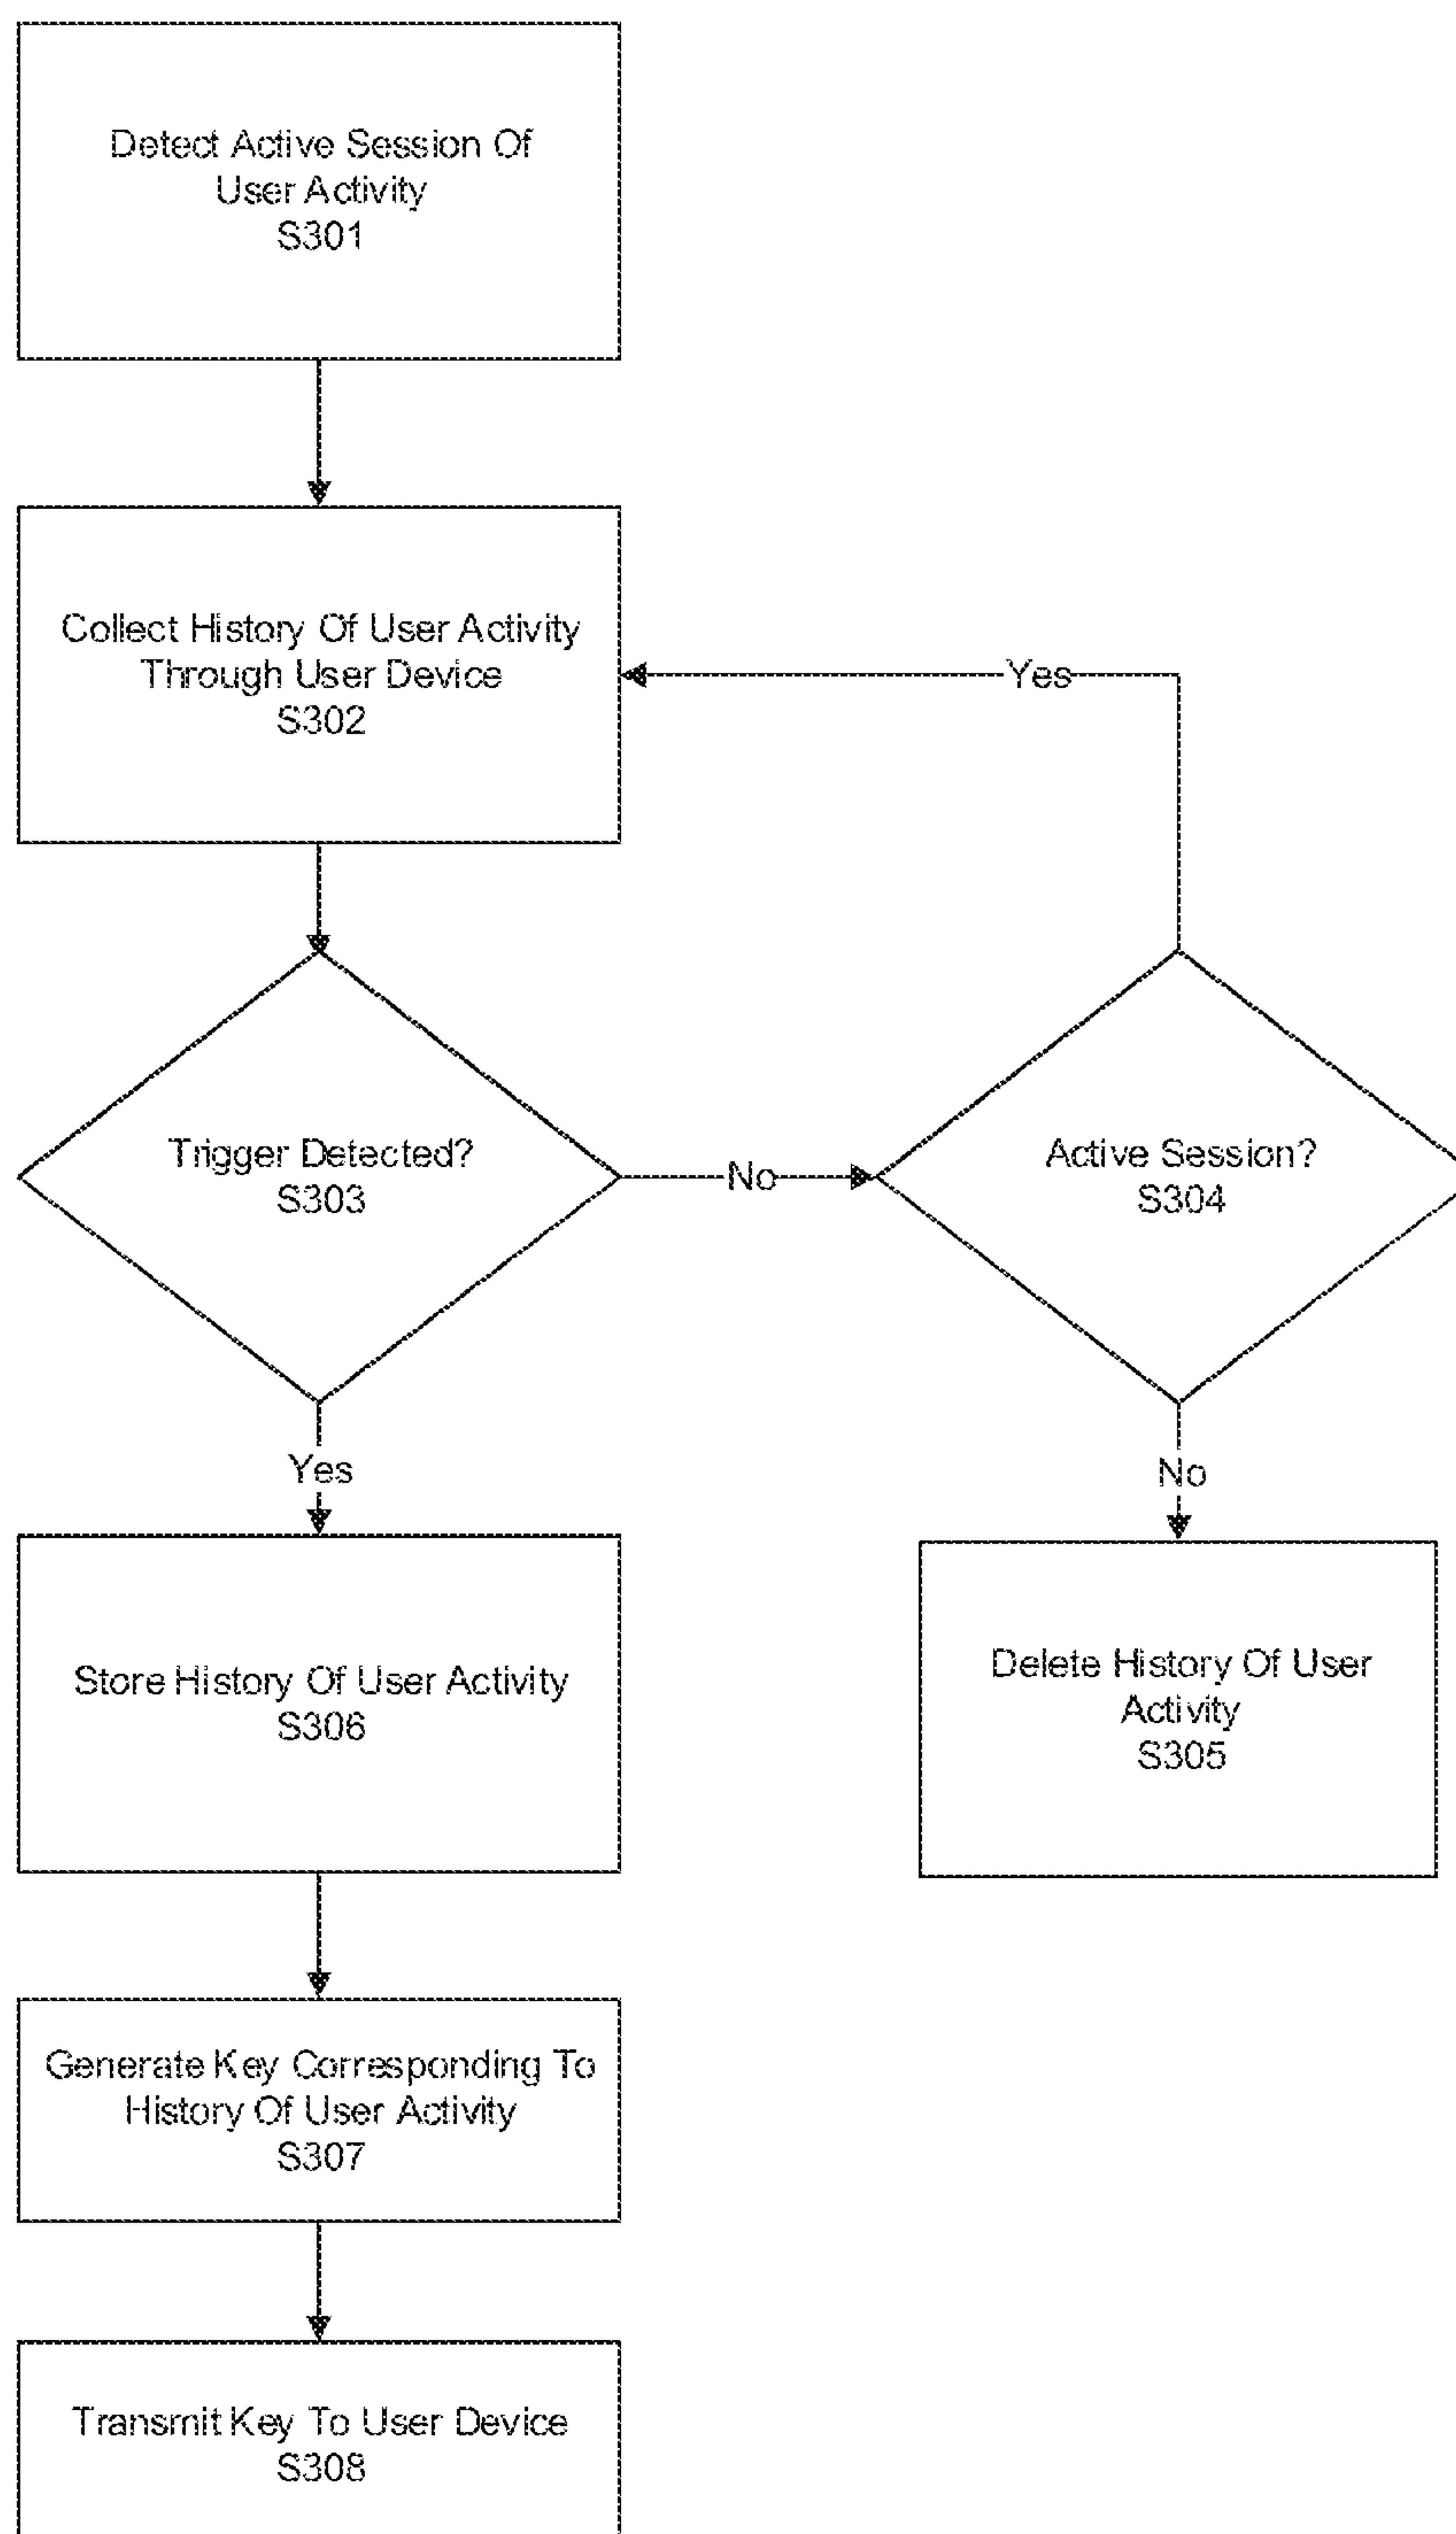 Detect Active Session Of
User Activity
S301
Collect History Of User Activity
Through User Device
S302
Yes
Trigger Detected?
S303
No
Active Session?
S304
Yes
No
Store History Of User Activity
S306
Delete History Of User
Activity
S305
Generate Key Corresponding To
History Of User Activity
S307
Transmit Key To User Device
S308